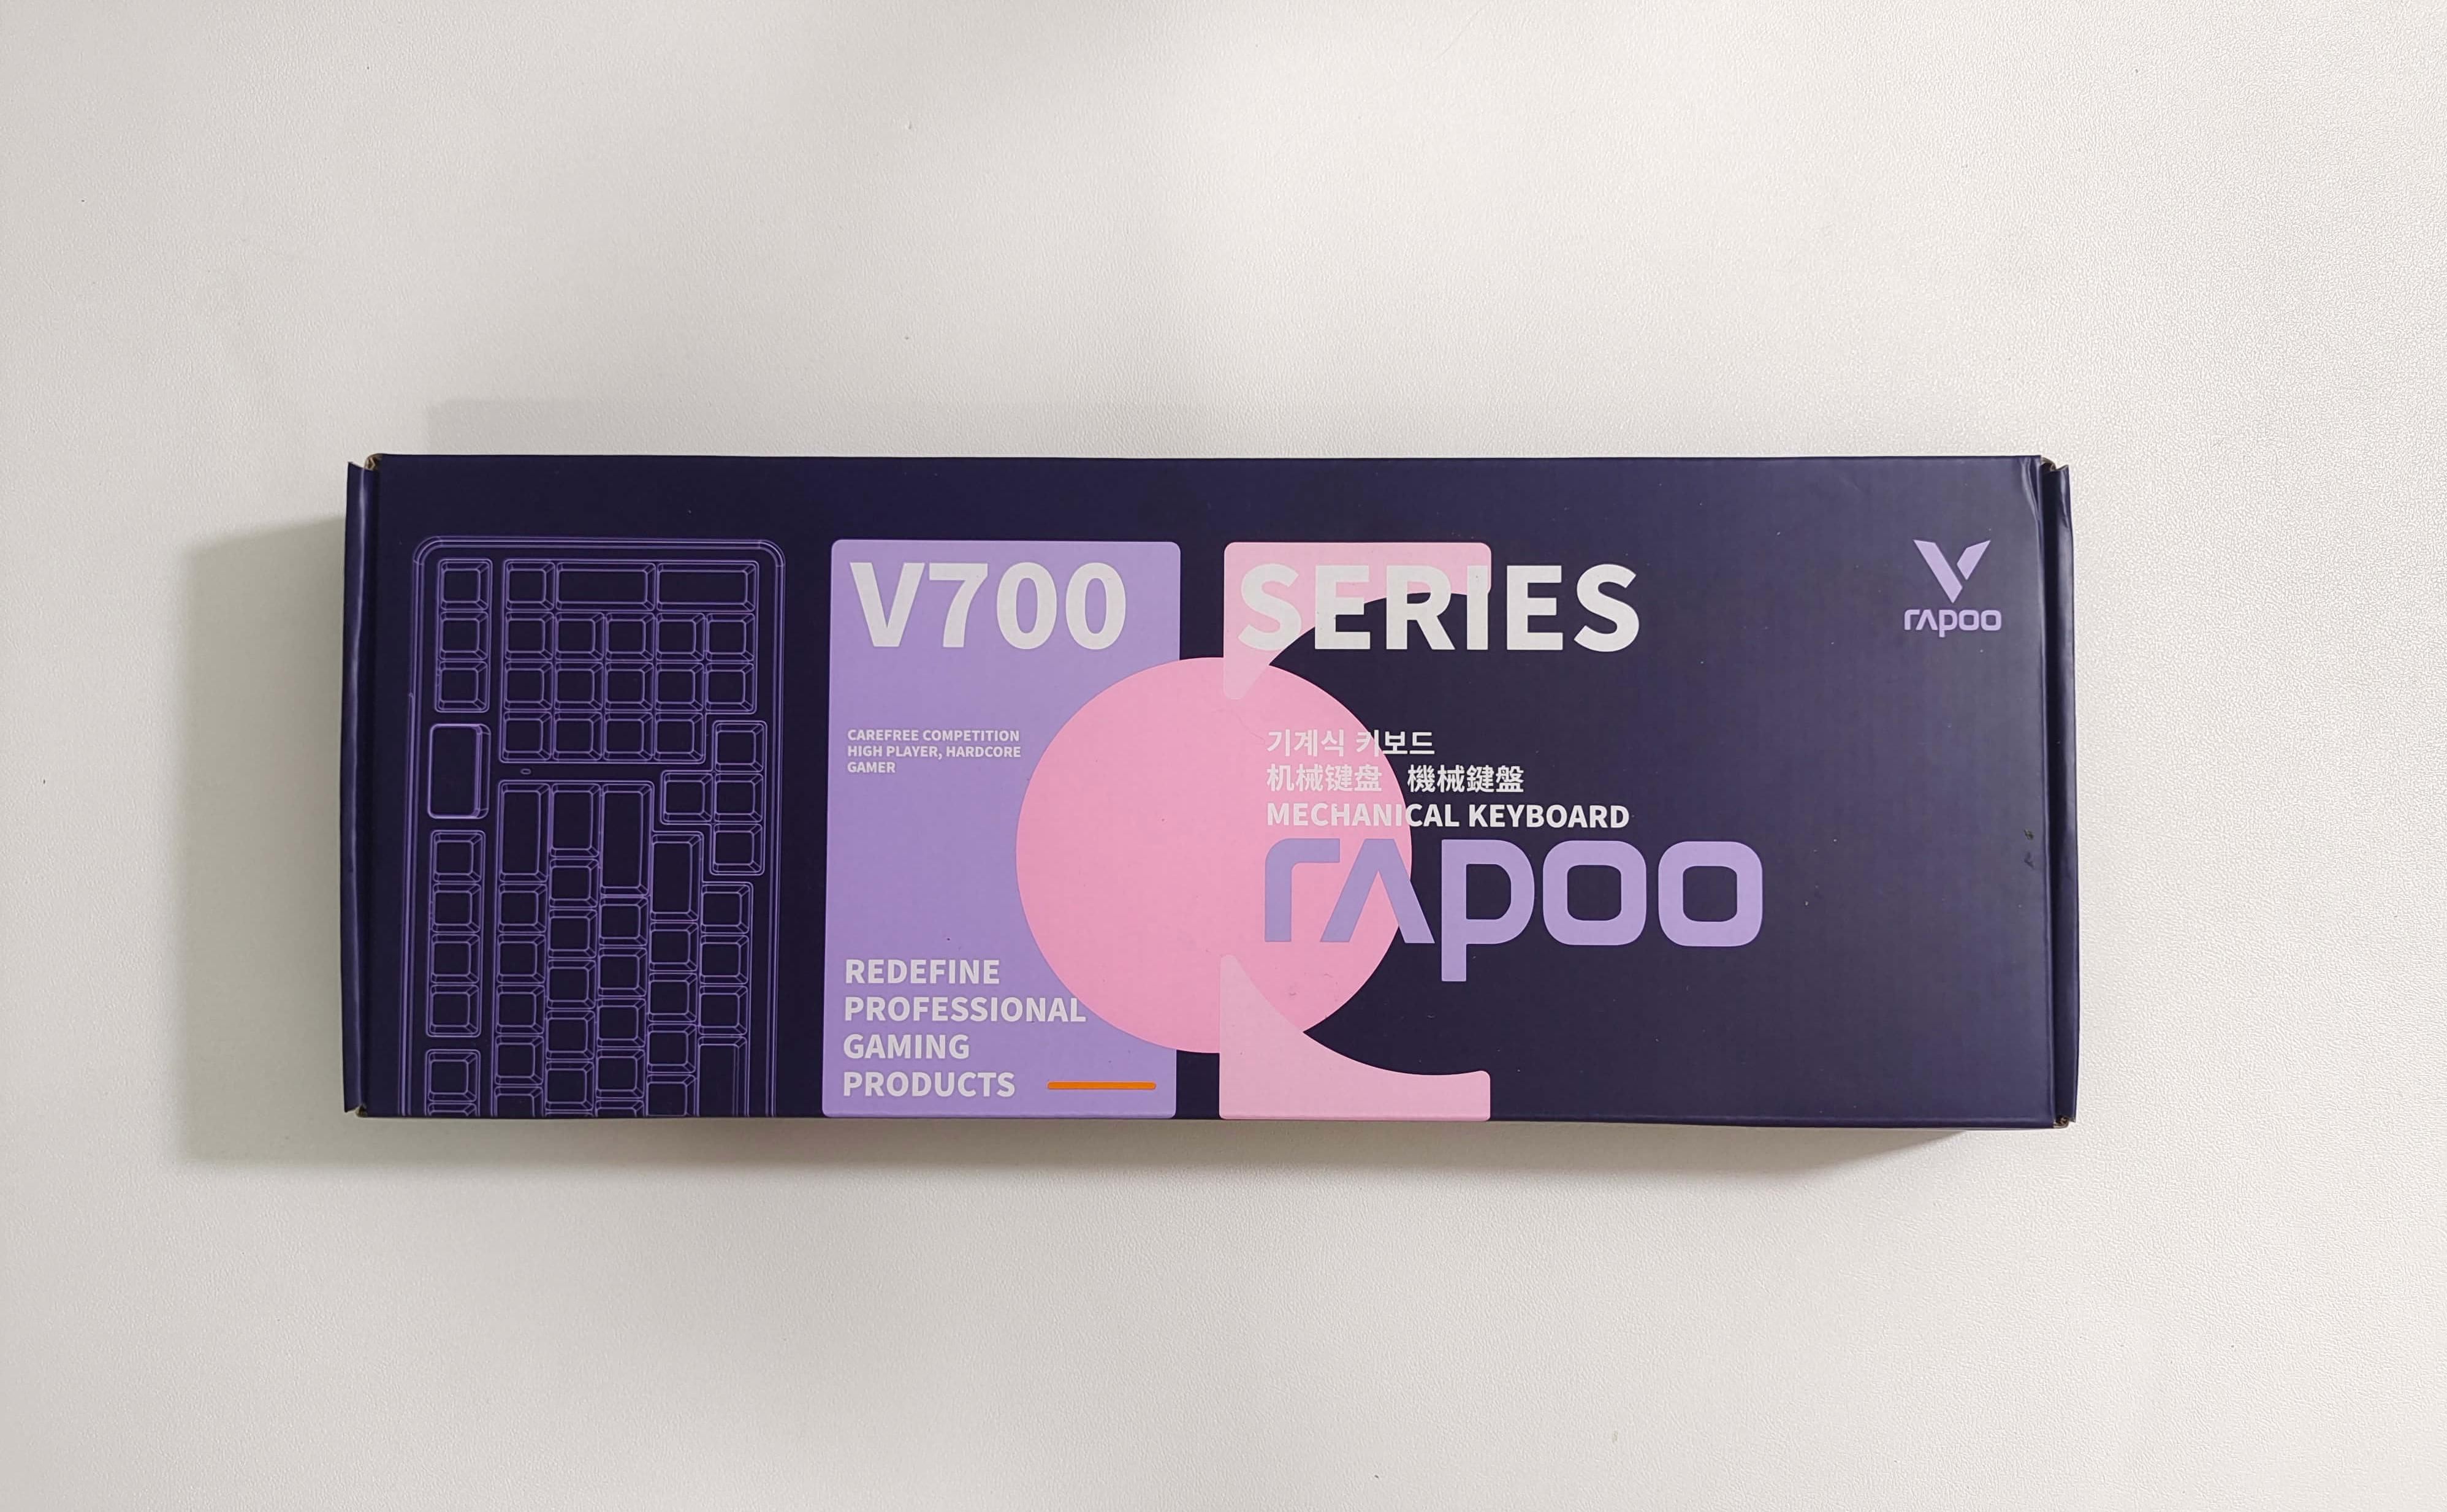 V700 SERIES
rapoo
CAREFREE COMPETITION
HIGH PLAYER, HARDCORE
GAMER
기계식 키보드
机械键盘 機械鍵盤
MECHANICAL KEYBOARD
rapoo
REDEFINE
PROFESSIONAL
GAMING
PRODUCTS